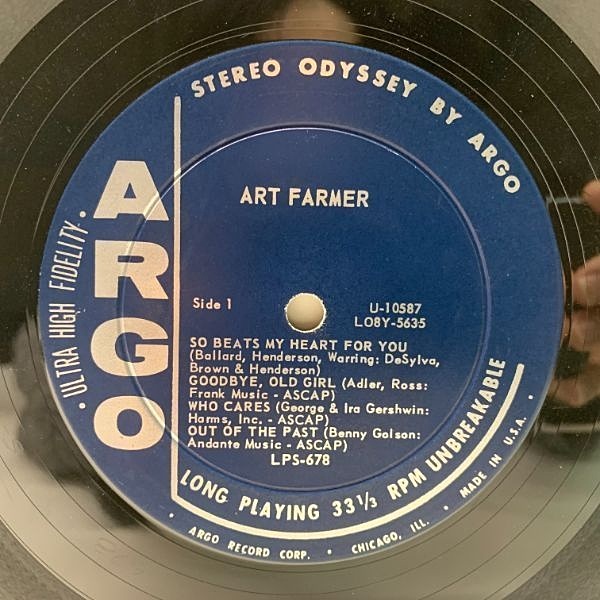 STEREO ODYSSEY BY ARGO
ARGO
• ULTRA HIGH FIDELITY •
ART FARMER
Side 1
U-10587
LO8Y-5635
SO BEATS MY HEART FOR YOU
(Ballard, Henderson, Warring: DeSylva,
Brown & Henderson)
GOODBYE, OLD GIRL (Adler, Ross:
Frank Music - ASCAP)
WHO CARES (George & Ira Gershwin:
Harms, Inc. - ASCAP)
OUT OF THE PAST (Benny Golson:
Andante Music - ASCAP)
LPS-678
LONG PLAYING 33 1/3 RPM UNBREAKABLE
• ARGO RECORD CORP. • CHICAGO, ILL. • MADE IN U.S.A. •